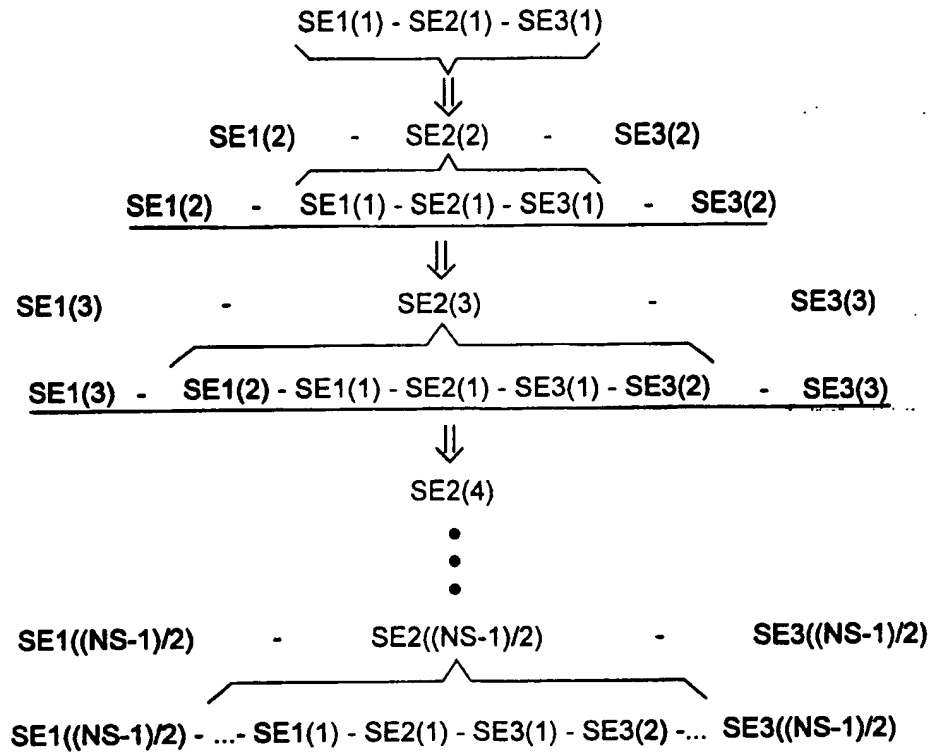 SE1(1) - SE2(1) - SE3(1)
SE1(2) - SE2(2) - SE3(2)
SE1(2) - SE1(1) - SE2(1) - SE3(1) - SE3(2)
SE1(3) - SE2(3) - SE3(3)
SE1(3) - SE1(2) - SE1(1) - SE2(1) - SE3(1) - SE3(2) - SE3(3)
SE2(4)
SE1((NS-1)/2) - SE2((NS-1)/2) - SE3((NS-1)/2)
SE1((NS-1)/2) - ...- SE1(1) - SE2(1) - SE3(1) - SE3(2) -... SE3((NS-1)/2)